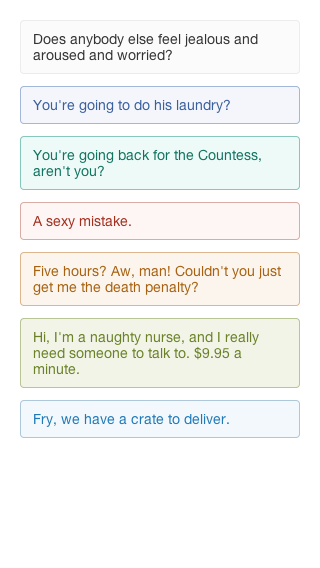 Does anybody else feel jealous and
aroused and worried?
You're going to do his laundry?
You're going back for the Countess,
aren't you?
A sexy mistake.
Five hours? Aw, man! Couldn't you just
get me the death penalty?
Hi, I'm a naughty nurse, and I really
need someone to talk to. $9.95 a
minute.
Fry, we have a crate to deliver.